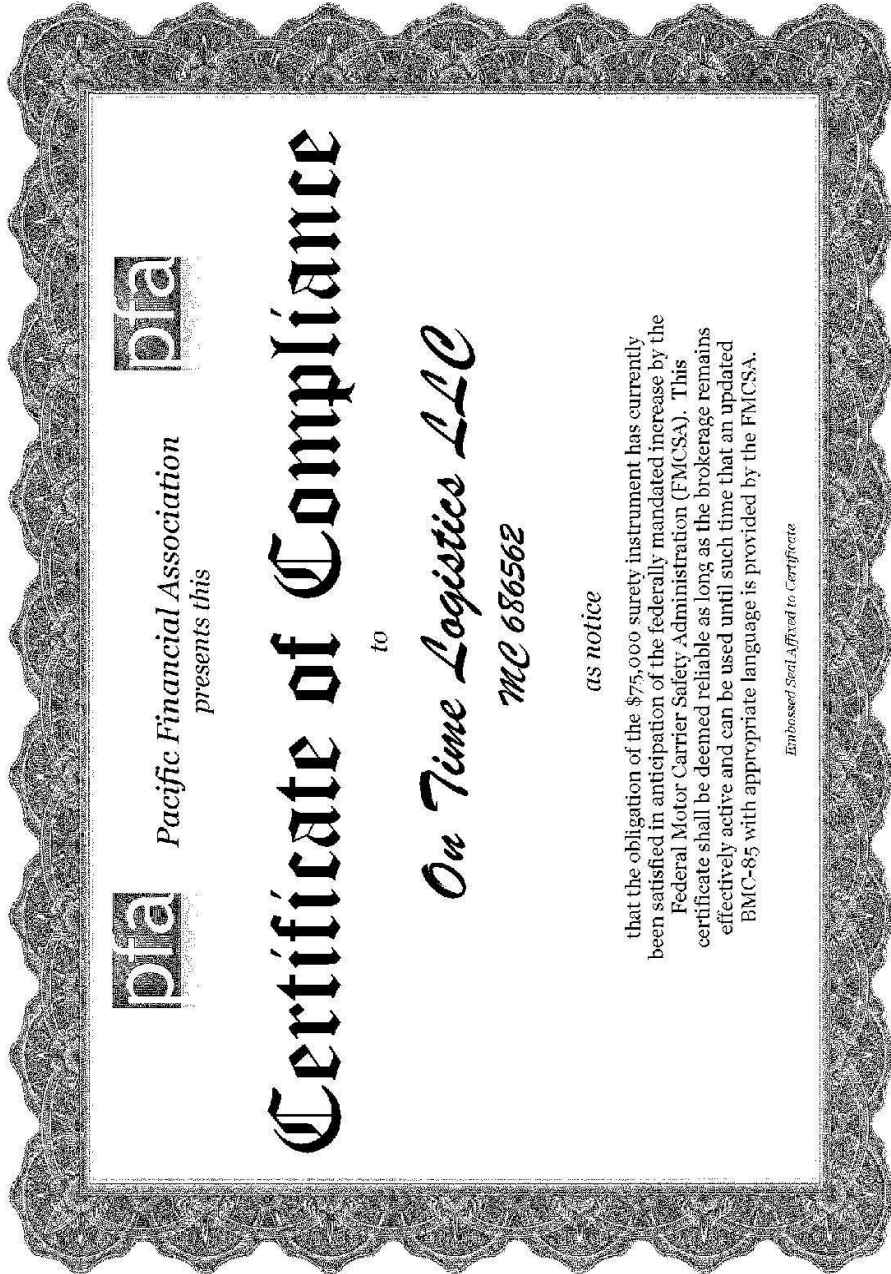 pfa
Pacific Financial Association
pfa
presents this
Certificate of Compliance
to
On Time Logistics LLC
MC 686562
as notice
that the obligation of the $75,000 surety instrument has currently
been satisfied in anticipation of the federally mandated increase by the
Federal Motor Carrier Safety Administration (FMCSA). This
certificate shall be deemed reliable as long as the brokerage remains
effectively active and can be used until such time that an updated
BMC-85 with appropriate language is provided by the FMCSA.
Embossed Seal Affixed to Certificate